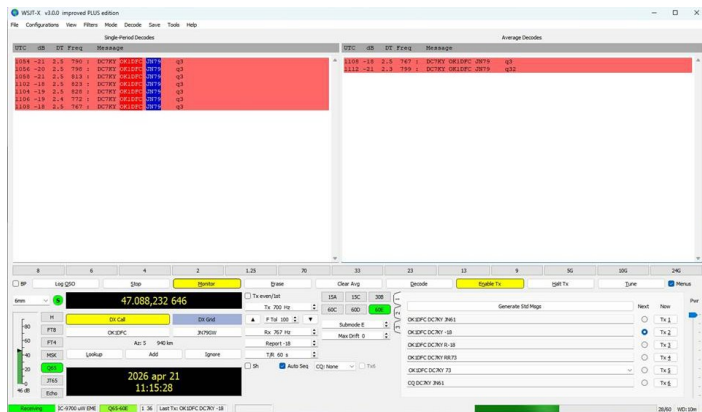 WSJT-X v3.0.0 improved PLUS edition
File Configurations View Filters Mode Decode Save Tools Help
Single-Period Decodes
Average Decodes
UTC dB DT Freq Message
UTC dB DT Freq Message
1054 -21 2.5 790 : DC7KY OK1DFC JN79 q3
1056 -20 2.5 798 : DC7KY OK1DFC JN79 q3
1058 -21 2.5 813 : DC7KY OK1DFC JN79 q3
1102 -18 2.5 823 : DC7KY OK1DFC JN79 q3
1104 -19 2.5 828 : DC7KY OK1DFC JN79 q3
1106 -19 2.4 772 : DC7KY OK1DFC JN79 q3
1108 -18 2.5 767 : DC7KY OK1DFC JN79 q3
1108 -18 2.5 767 : DC7KY OK1DFC JN79 q3
1112 -21 2.3 799 : DC7KY OK1DFC JN79 q32
8 6 4 2 1.25 70 33 23 13 9 5G 10G 24G
BP Log QSO Stop Monitor Erase Clear Avg Decode Enable Tx Halt Tx Tune Menus
6mm S 47.088,232 646
Tx even/1st
Tx 700 Hz
15A 15C 30B
60C 60D 60E
Generate Std Msgs Next Now Pwr
H DX Call DX Grid
F Tol 100
FT8 OK1DFC JN79GW
Rx 767 Hz
Submode E
OK1DFC DC7KY JN61 Tx 1
FT4 Az: 5 940 km
Report -18
Max Drift 0
OK1DFC DC7KY -18 Tx 2
MSK Lookup Add Ignore
T/R 60 s
OK1DFC DC7KY R-18 Tx 3
Q65
Sh Auto Seq CQ: None Tx6
OK1DFC DC7KY RR73 Tx 4
JT65
2026 apr 21
OK1DFC DC7KY 73 Tx 5
Echo
11:15:28
CQ DC7KY JN61 Tx 6
-80
-60
-40
-20
-0
46 dB
Receiving IC-9700 uW EME Q65-60E 1 36 Last Tx: OK1DFC DC7KY -18 28/60 WD:10m